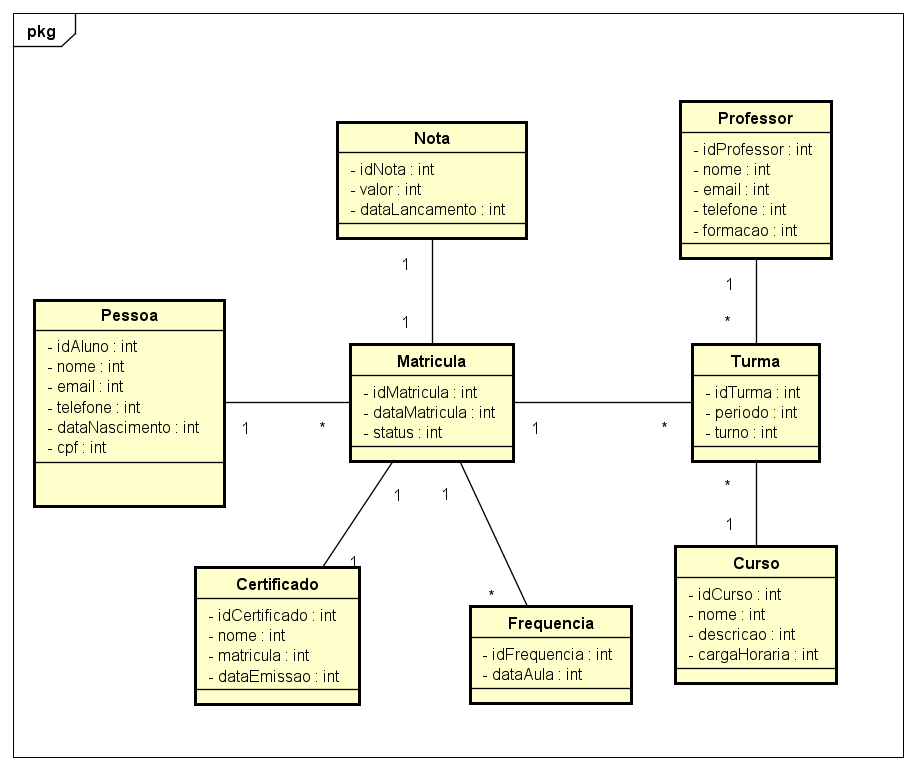 pkg
Nota
- idNota : int
- valor : int
- dataLancamento : int
Professor
- idProfessor : int
- nome : int
- email : int
- telefone : int
- formacao : int
1
1
1
*
Pessoa
- idAluno : int
- nome : int
- email : int
- telefone : int
- dataNascimento : int
- cpf : int
1
*
Matricula
- idMatricula : int
- dataMatricula : int
- status : int
1
*
Turma
- idTurma : int
- periodo : int
- turno : int
1
1
1
*
*
1
Certificado
- idCertificado : int
- nome : int
- matricula : int
- dataEmissao : int
Frequencia
- idFrequencia : int
- dataAula : int
Curso
- idCurso : int
- nome : int
- descricao : int
- cargaHoraria : int